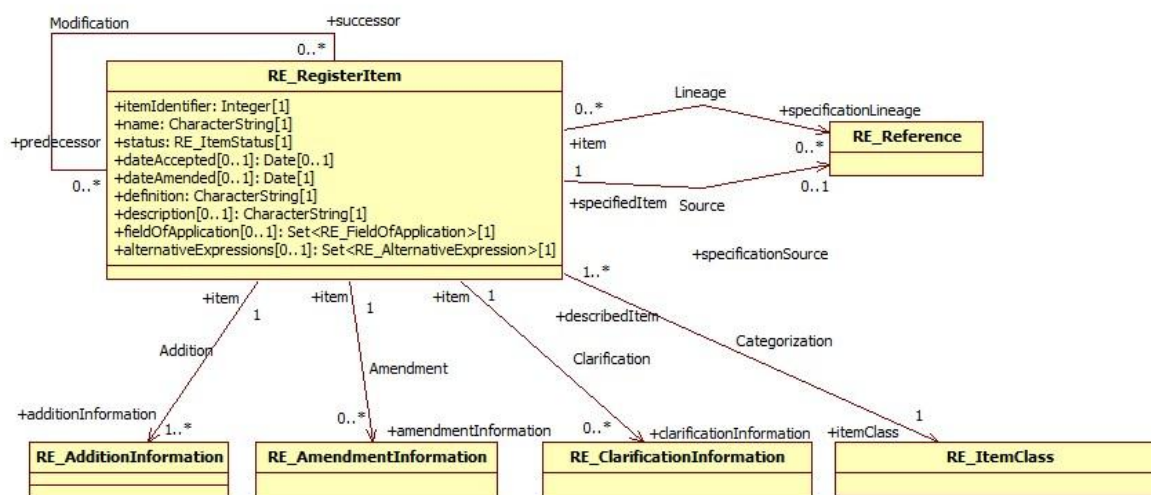 Modification
+successor
0..*
RE_RegisterItem
+itemIdentifier: Integer[1]
+name: CharacterString[1]
+status: RE_ItemStatus[1]
+dateAccepted[0..1]: Date[0..1]
+dateAmended[0..1]: Date[1]
+definition: CharacterString[1]
+description[0..1]: CharacterString[1]
+fieldOfApplication[0..1]: Set<RE_FieldOfApplication>[1]
+alternativeExpressions[0..1]: Set<RE_AlternativeExpression>[1]
+predecessor
0..*
Lineage
0..*
+specificationLineage
+item
RE_Reference
0..*
1
0..1
+specifiedItem
Source
+specificationSource
1..*
+item
1
+item
1
+item
1
+describedItem
Addition
Amendment
Clarification
Categorization
+additionInformation
1..*
0..*
+amendmentInformation
0..*
+clarificationInformation
1
+itemClass
RE_AdditionInformation
RE_AmendmentInformation
RE_ClarificationInformation
RE_ItemClass